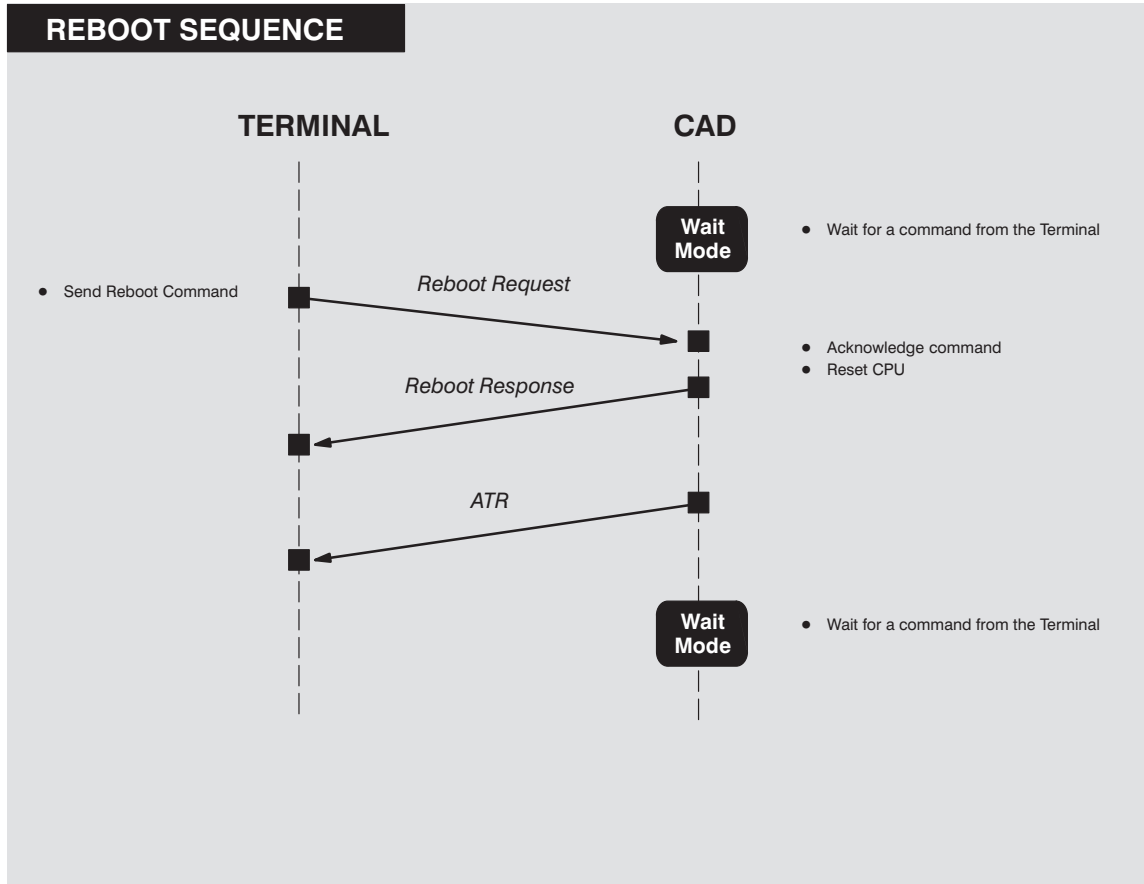 REBOOT SEQUENCE
TERMINAL
CAD
Wait
Mode
● Wait for a command from the Terminal
● Send Reboot Command
Reboot Request
● Acknowledge command
● Reset CPU
Reboot Response
ATR
Wait
Mode
● Wait for a command from the Terminal